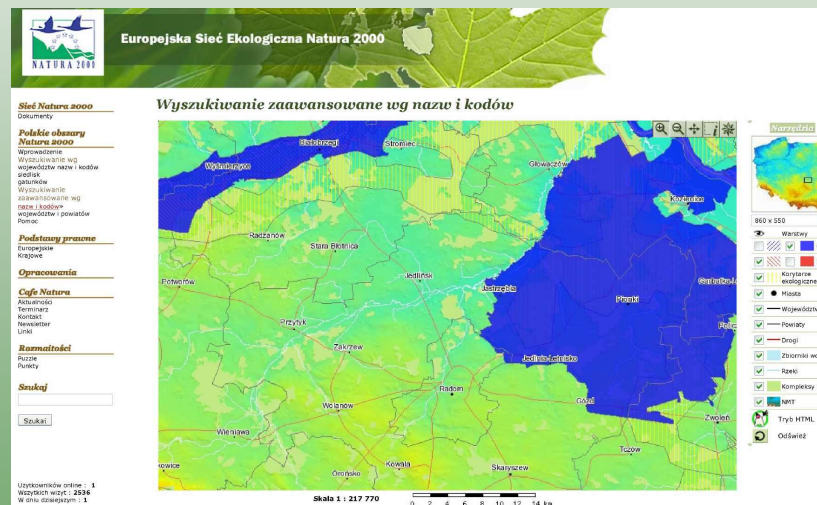 NATURA 2000
Europejska Sieć Ekologiczna Natura 2000
Sieć Natura 2000
Dokumenty
Polskie obszary
Natura 2000
Wprowadzenie
Wyszukiwanie wg
województw nazw i kodów
siedlisk
gatunków
Wyszukiwanie
zaawansowane wg
nazw i kodów»
województw i powiatów
Pomoc
Podstawy prawne
Europejskie
Krajowe
Opracowania
Cafe Natura
Aktualności
Terminarz
Kontakt
Newsletter
Linki
Rozmaitości
Puzzle
Punkty
Szukaj
Szukaj
Użytkowników online : 1
Wszytkich wizyt : 2536
W dniu dzisiejszym : 1
Wyszukiwanie zaawansowane wg nazw i kodów
Białobrzegi
Stromiec
Wyśmierzyce
Głowaczów
Kozienice
Radzanów
Stara Błotnica
Jedlińsk
Potworów
Jastrzębia
Pionki
Przytyk
Zakrzew
Jedlnia-Letnisko
Radom
Wolanów
Gózd
Zwoleń
Wieniawa
Tczów
Kowala
Orońsko
Skaryszew
Skala 1 : 217 770
0 2 4 6 8 10 12 14 km
Narzędzia
860 x 550
Warstwy
Korytarze
ekologiczne
Miasta
Województw
Powiaty
Drogi
Zbiorniki wo
Rzeki
Kompleksy
NMT
Tryb HTML
Odśwież